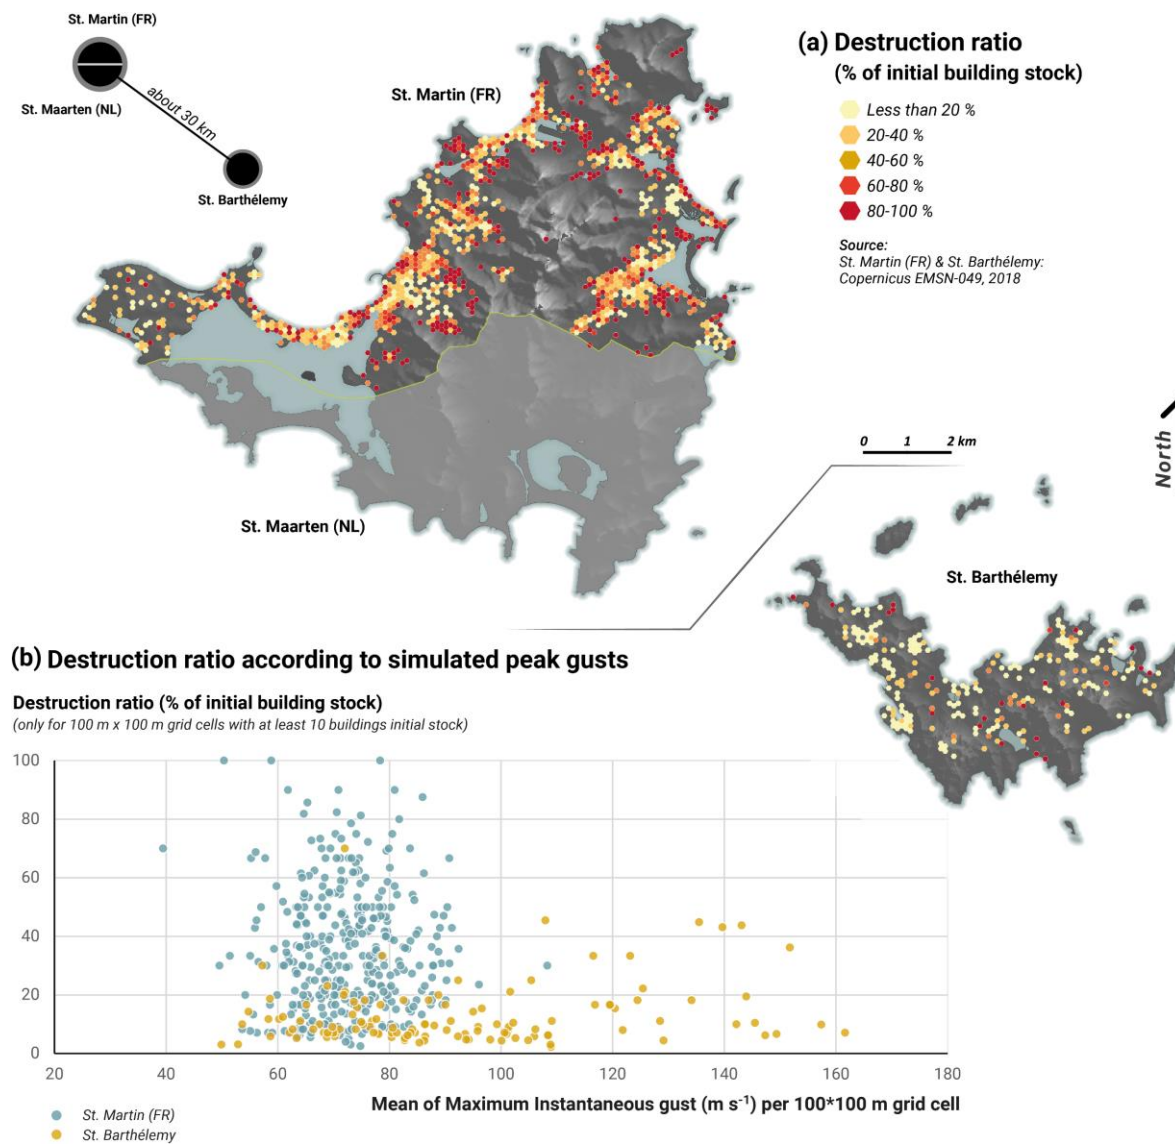 St. Martin (FR)
St. Maarten (NL)
about 30 km
St. Barthélemy
St. Martin (FR)
(a) Destruction ratio
(% of initial building stock)
Less than 20 %
20-40 %
40-60 %
60-80 %
80-100 %
Source:
St. Martin (FR) & St. Barthélemy:
Copernicus EMSN-049, 2018
0 1 2 km
North
St. Maarten (NL)
St. Barthélemy
(b) Destruction ratio according to simulated peak gusts
Destruction ratio (% of initial building stock)
(only for 100 m x 100 m grid cells with at least 10 buildings initial stock)
100
80
60
40
20
0
20 40 60 80 100 120 140 160 180
Mean of Maximum Instantaneous gust (m s⁻¹) per 100*100 m grid cell
St. Martin (FR)
St. Barthélemy